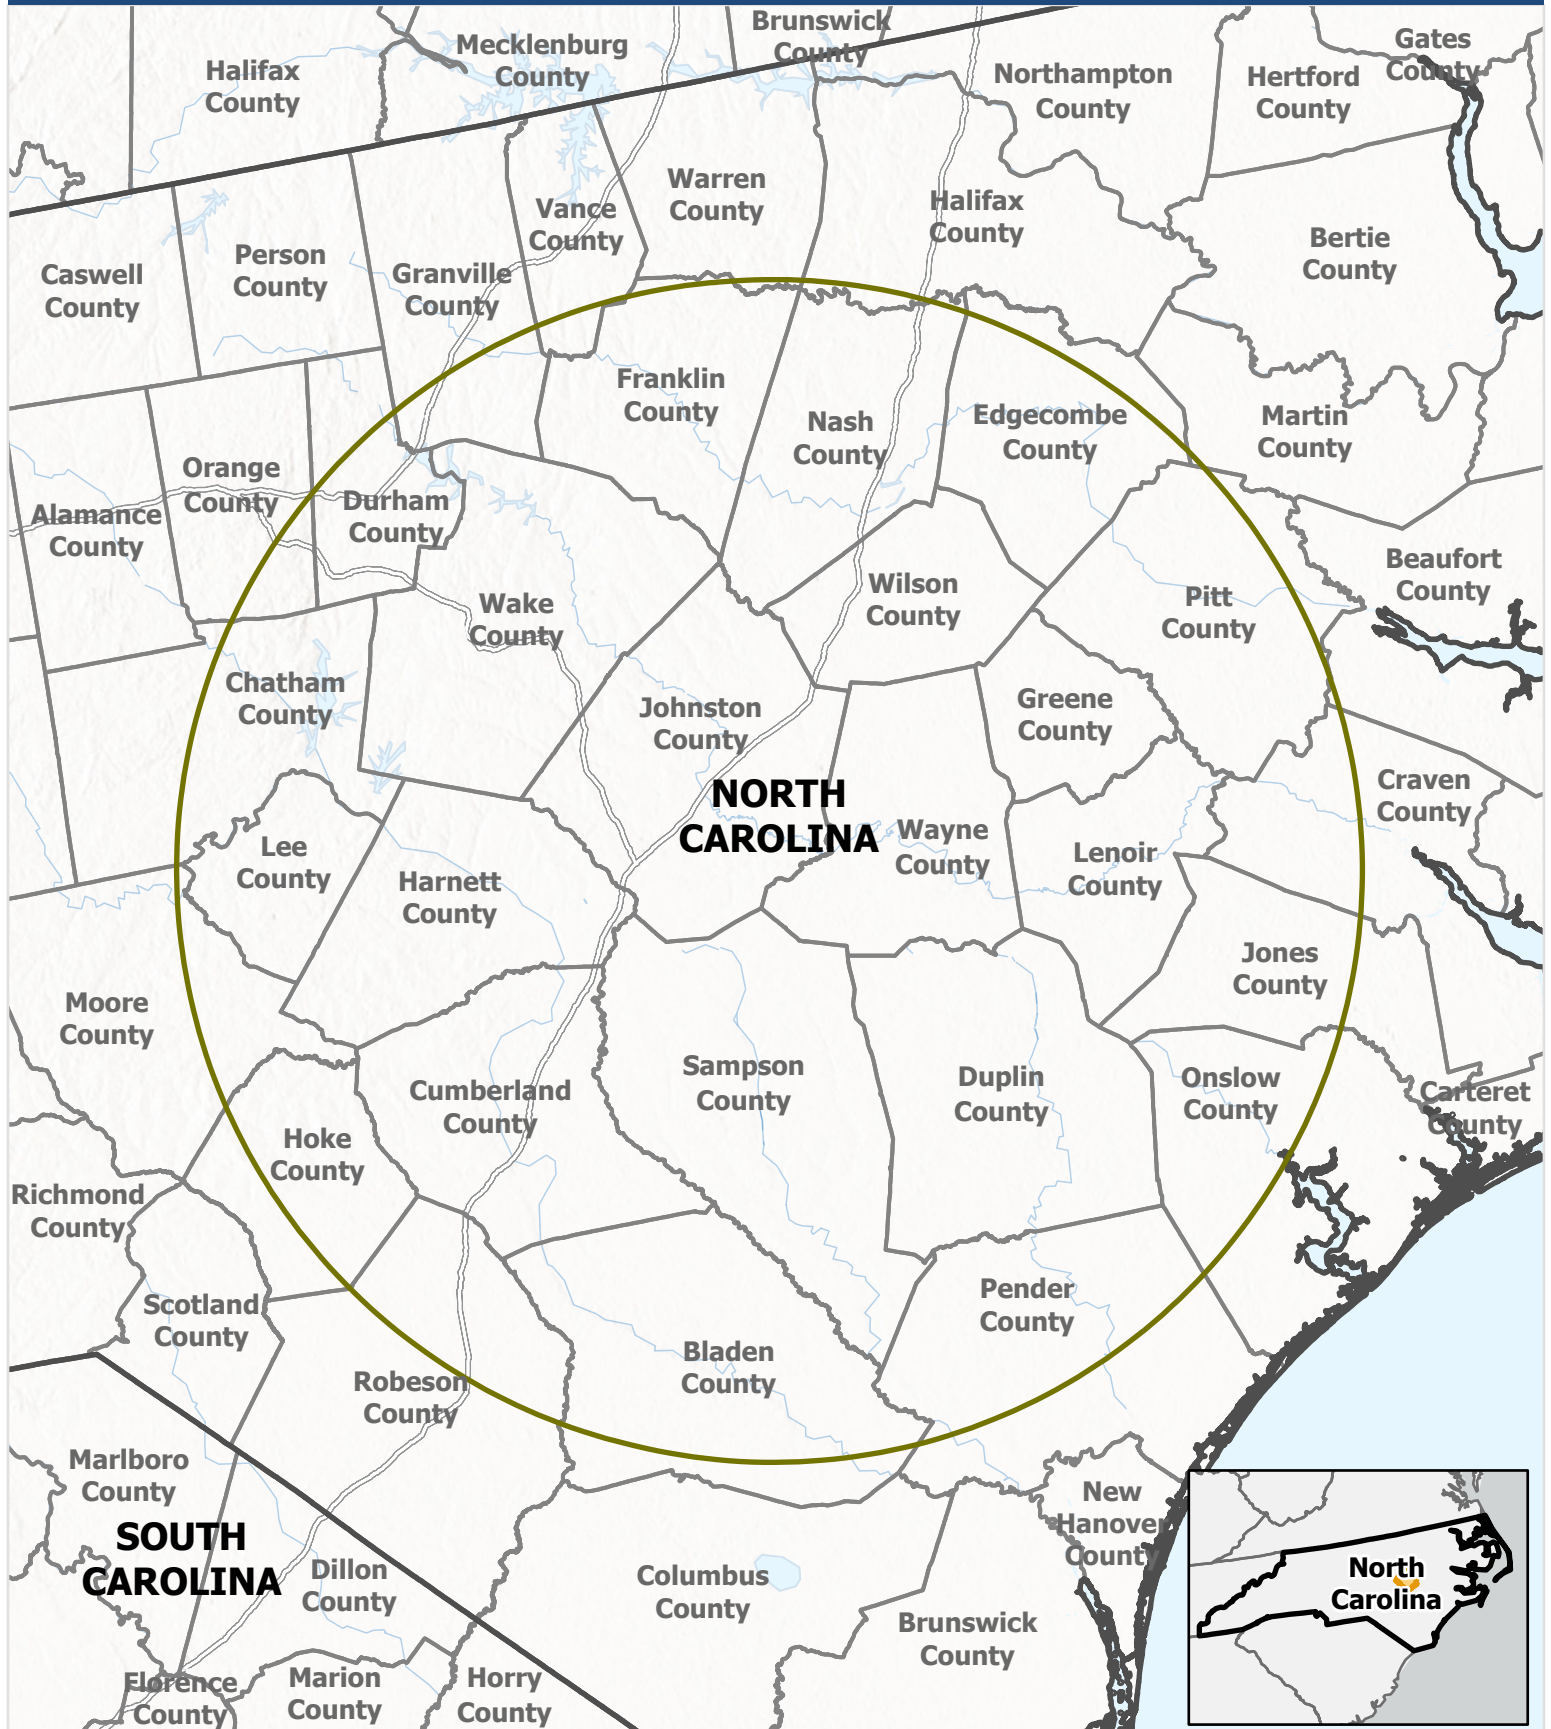 Brunswick
County
Mecklenburg
County
Gates
County
Halifax
County
Northampton
County
Hertford
County
Warren
County
Halifax
County
Vance
County
Bertie
County
Person
County
Caswell
County
Granville
County
Franklin
County
Nash
County
Edgecombe
County
Martin
County
Orange
County
Durham
County
Alamance
County
Beaufort
County
Wilson
County
Pitt
County
Wake
County
Chatham
County
Johnston
County
Greene
County
NORTH
CAROLINA
Craven
County
Wayne
County
Lee
County
Lenoir
County
Harnett
County
Jones
County
Moore
County
Sampson
County
Duplin
County
Onslow
County
Cumberland
County
Carteret
County
Hoke
County
Richmond
County
Scotland
County
Pender
County
Bladen
County
Robeson
County
Marlboro
County
New
Hanover
County
SOUTH
CAROLINA
Dillon
County
Columbus
County
North
Carolina
Brunswick
County
Florence
County
Marion
County
Horry
County